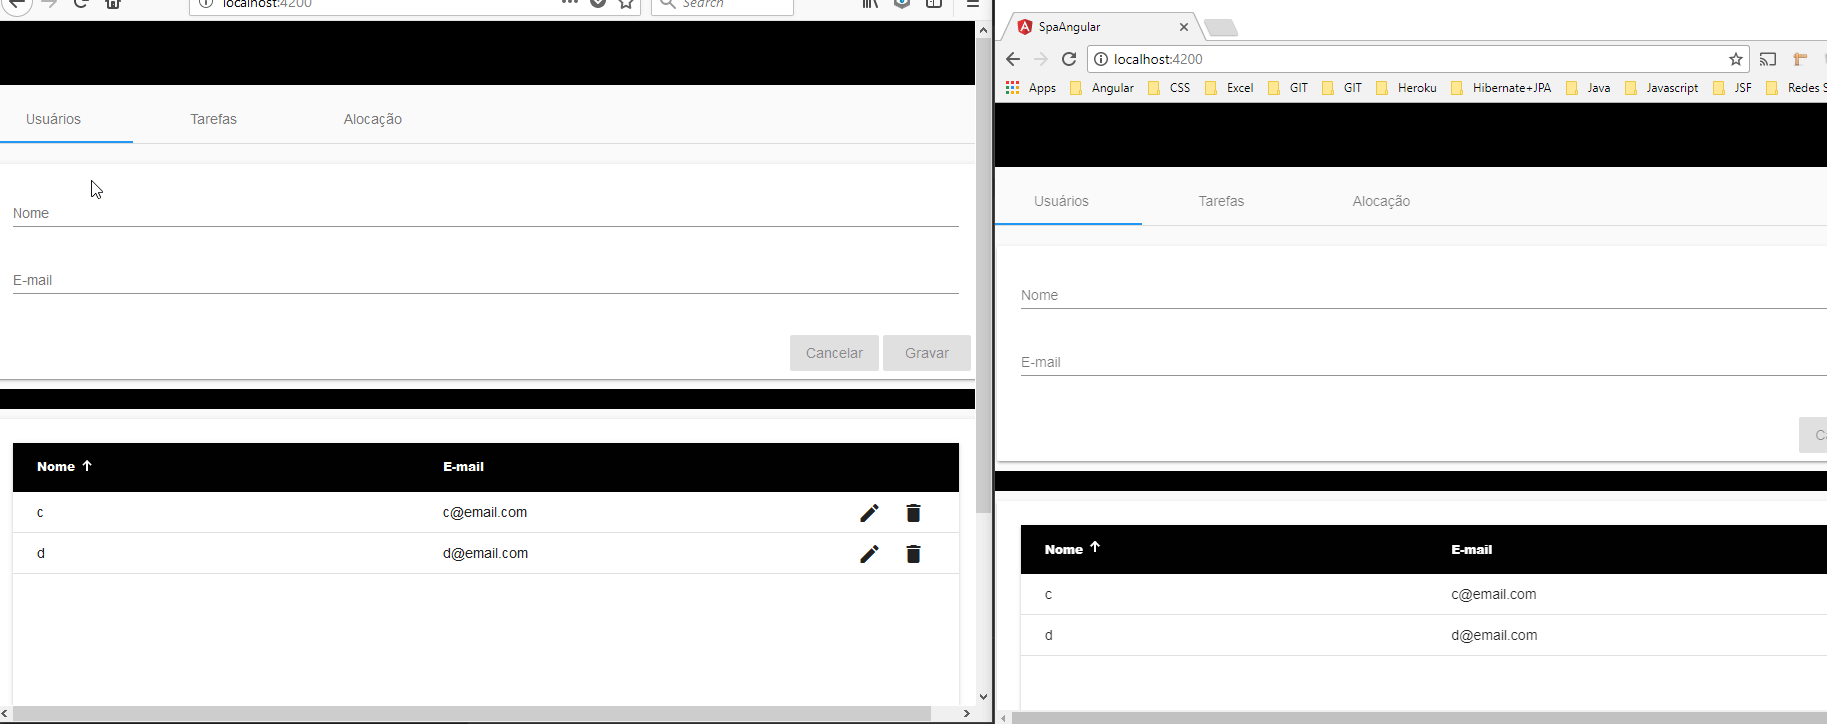 localhost:4200
Search
Usuários Tarefas Alocação
Nome
E-mail
Cancelar Gravar
Nome E-mail
c c@email.com
d d@email.com
SpaAngular
localhost:4200
Apps Angular CSS Excel GIT GIT Heroku Hibernate+JPA Java Javascript JSF Redes S
Usuários Tarefas Alocação
Nome
E-mail
Ca
Nome E-mail
c c@email.com
d d@email.com